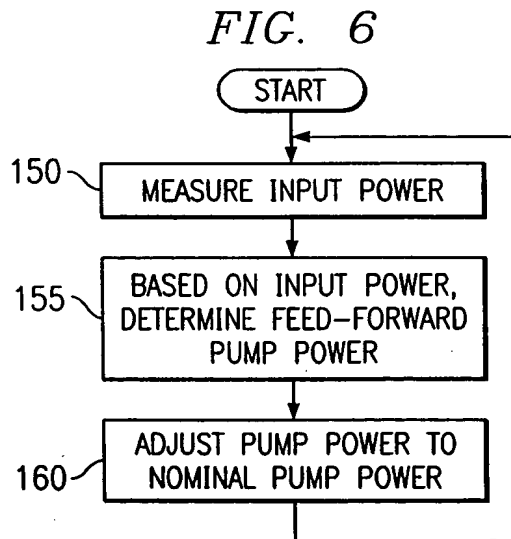 FIG. 6
START
150
MEASURE INPUT POWER
155
BASED ON INPUT POWER,
DETERMINE FEED-FORWARD
PUMP POWER
160
ADJUST PUMP POWER TO
NOMINAL PUMP POWER